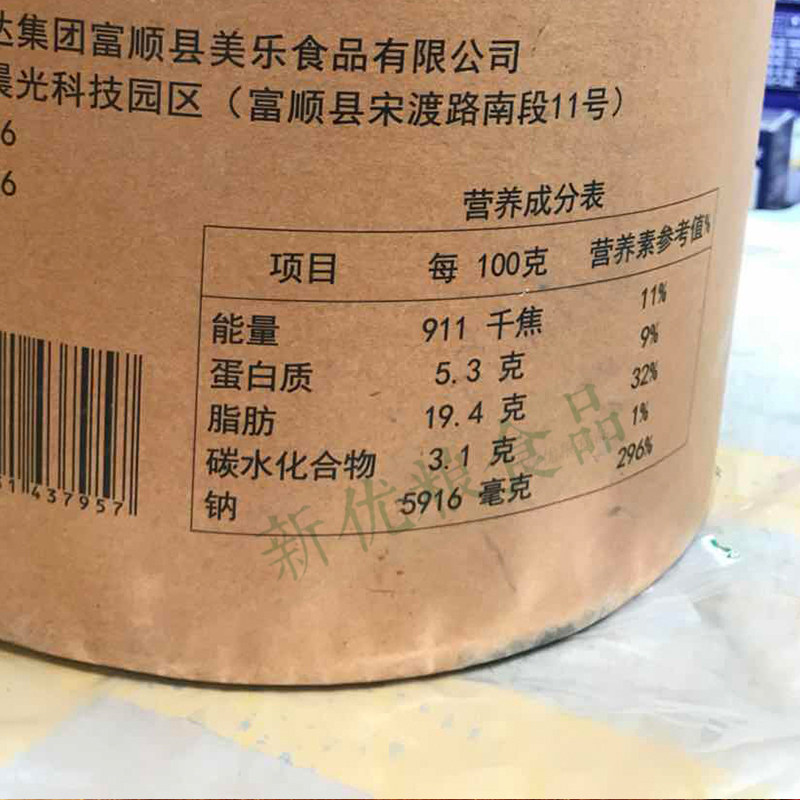 达集团富顺县美乐食品有限公司
晨光科技园区（富顺县宋渡路南段11号）
6
6
营养成分表
项目 每 100克 营养素参考值%
能量 911 千焦 11%
蛋白质 5.3 克 9%
脂肪 19.4 克 32%
碳水化合物 3.1 克 1%
钠 5916 毫克 296%
437957
新优粮食品